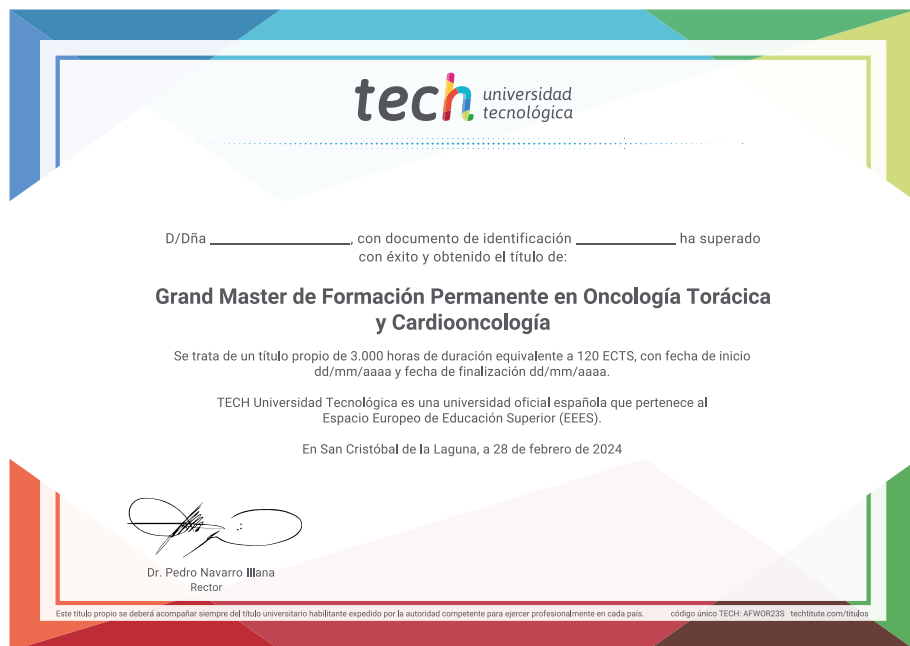 tech universidad
tecnológica
D/Dña ________________, con documento de identificación ___________ ha superado
con éxito y obtenido el título de:
Grand Master de Formación Permanente en Oncología Torácica
y Cardiooncología
Se trata de un título propio de 3.000 horas de duración equivalente a 120 ECTS, con fecha de inicio
dd/mm/aaaa y fecha de finalización dd/mm/aaaa.
TECH Universidad Tecnológica es una universidad oficial española que pertenece al
Espacio Europeo de Educación Superior (EEES).
En San Cristóbal de la Laguna, a 28 de febrero de 2024
Dr. Pedro Navarro Illana
Rector
Este título propio se deberá acompañar siempre del título universitario habilitante expedido por la autoridad competente para ejercer profesionalmente en cada país. código único TECH: AFWOR23S techtitute.com/titulos